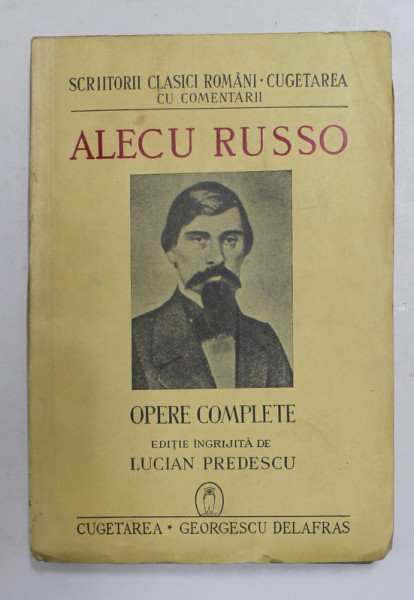 SCRIITORII CLASICI ROMÂNI • CUGETAREA
CU COMENTARII
ALECU RUSSO
OPERE COMPLETE
EDIȚIE ÎNGRIJITĂ DE
LUCIAN PREDESCU
CUGETAREA • GEORGESCU DELAFRAS